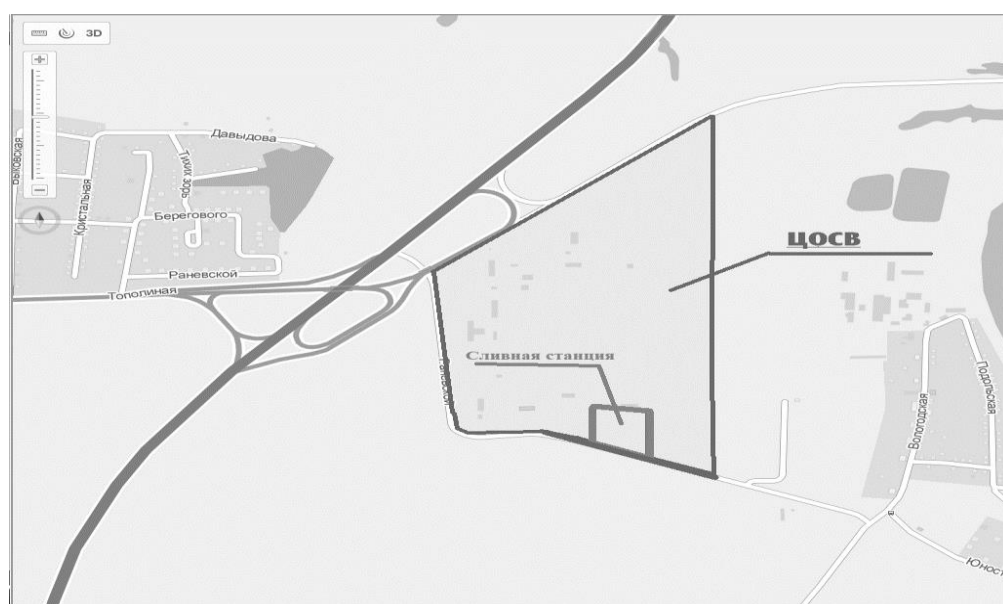 3D
Давыдова
Тихих зорь
Кристальная
Берегового
Раневской
Тополиная
ЦОСВ
Сливная станция
Вологодская
Подольская